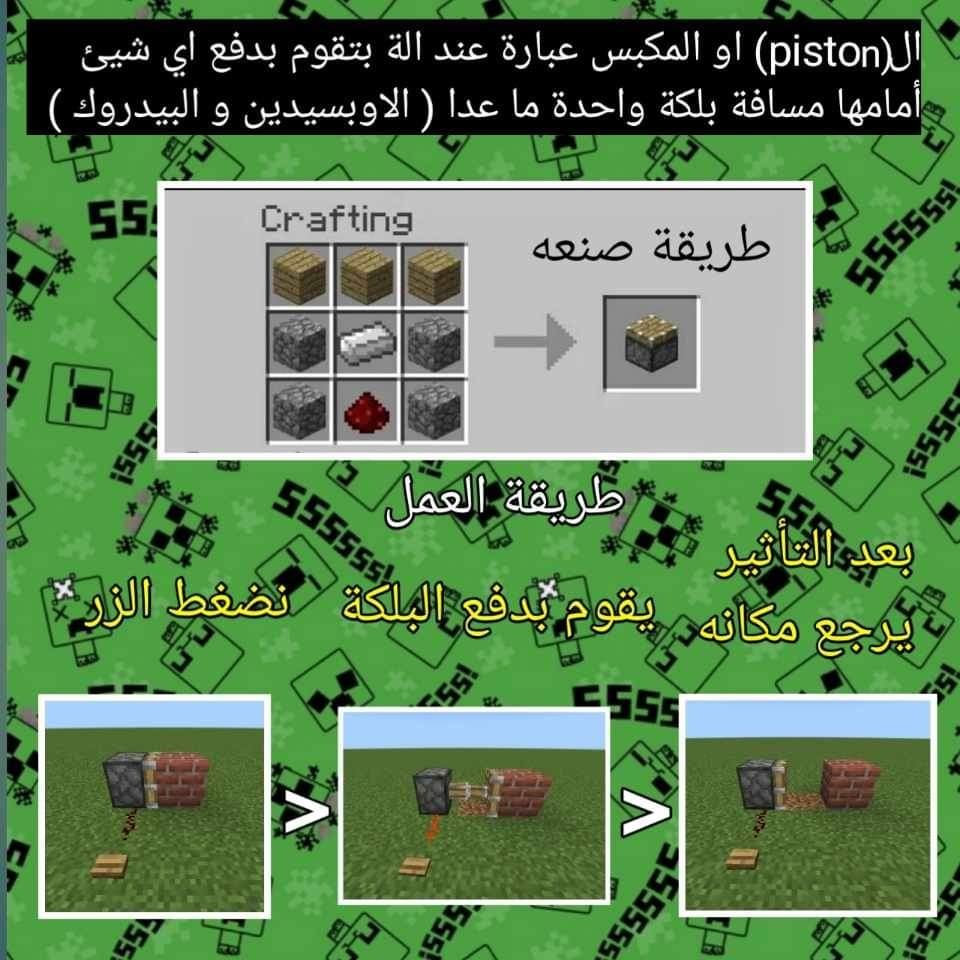 ال(piston) او المكبس عبارة عند الة بتقوم بدفع اي شيئ
أمامها مسافة بلكة واحدة ما عدا ( الاوبسيدين و البيدروك )
Crafting
طريقة صنعه
طريقة العمل
نضغط الزر
يقوم بدفع البلكة
بعد التأثير
يرجع مكانه
>
>